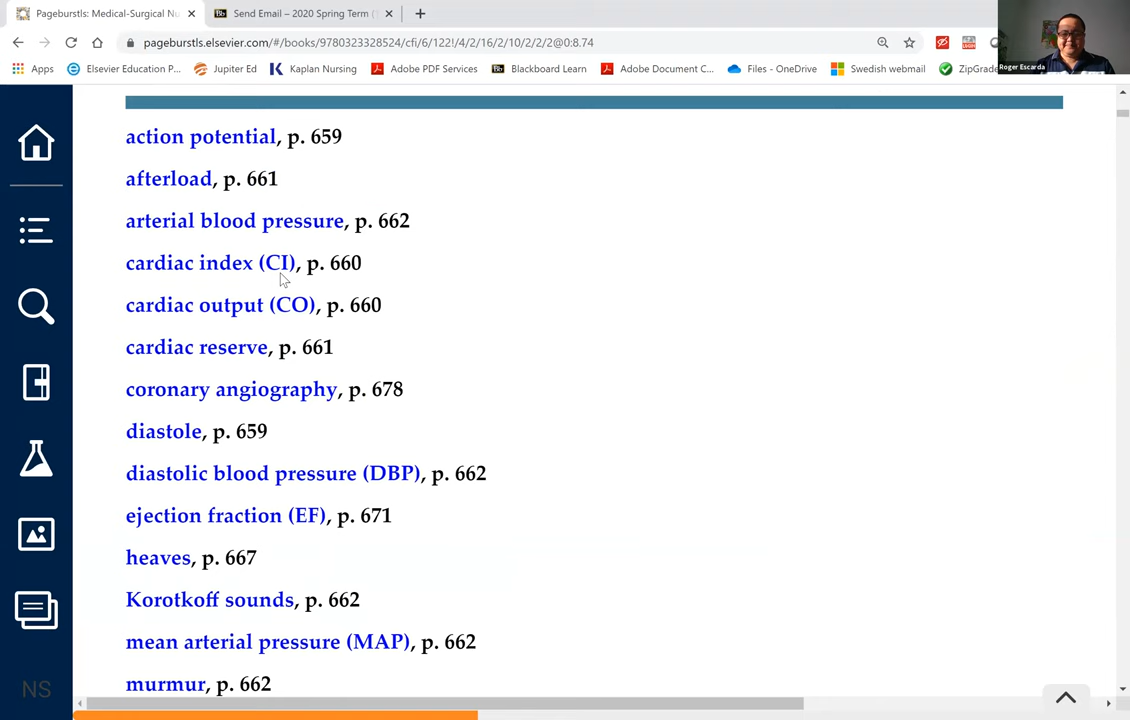 Pageburstls: Medical-Surgical Nu
Send Email – 2020 Spring Term (
pageburstls.elsevier.com/#/books/9780323328524/cfi/6/122!/4/2/16/2/10/2/2/2@0:8.74
Apps
Elsevier Education P...
Jupiter Ed
Kaplan Nursing
Adobe PDF Services
Blackboard Learn
Adobe Document C...
Files - OneDrive
Swedish webmail
ZipGrade
Roger Escarda
action potential, p. 659
afterload, p. 661
arterial blood pressure, p. 662
cardiac index (CI), p. 660
cardiac output (CO), p. 660
cardiac reserve, p. 661
coronary angiography, p. 678
diastole, p. 659
diastolic blood pressure (DBP), p. 662
ejection fraction (EF), p. 671
heaves, p. 667
Korotkoff sounds, p. 662
mean arterial pressure (MAP), p. 662
murmur, p. 662
NS